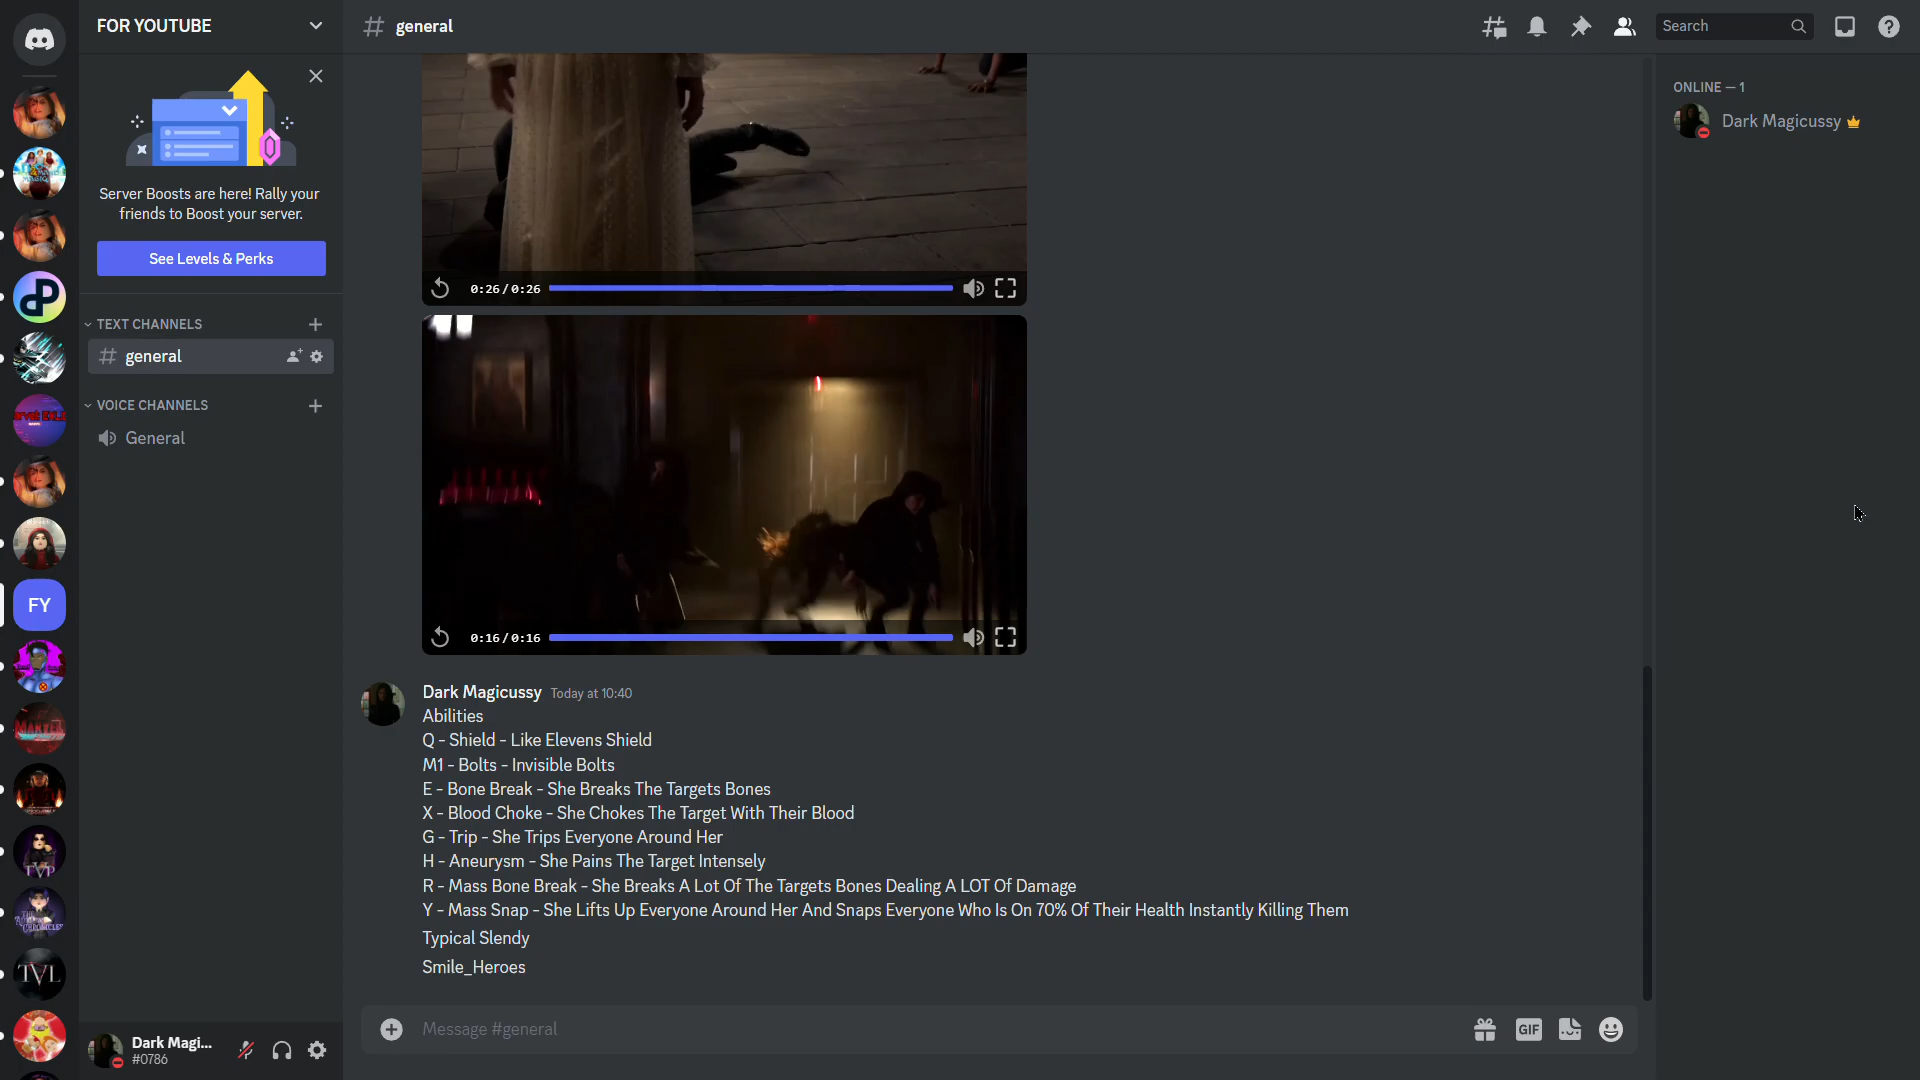 FOR YOUTUBE
general
Search
Server Boosts are here! Rally your
friends to Boost your server.
See Levels & Perks
TEXT CHANNELS
general
VOICE CHANNELS
General
FY
TVP
TVL
Dark Magi...
#0786
0:26/0:26
0:16/0:16
Dark Magicussy Today at 10:40
Abilities
Q - Shield - Like Elevens Shield
M1 - Bolts - Invisible Bolts
E - Bone Break - She Breaks The Targets Bones
X - Blood Choke - She Chokes The Target With Their Blood
G - Trip - She Trips Everyone Around Her
H - Aneurysm - She Pains The Target Intensely
R - Mass Bone Break - She Breaks A Lot Of The Targets Bones Dealing A LOT Of Damage
Y - Mass Snap - She Lifts Up Everyone Around Her And Snaps Everyone Who Is On 70% Of Their Health Instantly Killing Them
Typical Slendy
Smile_Heroes
Message #general
GIF
ONLINE — 1
Dark Magicussy